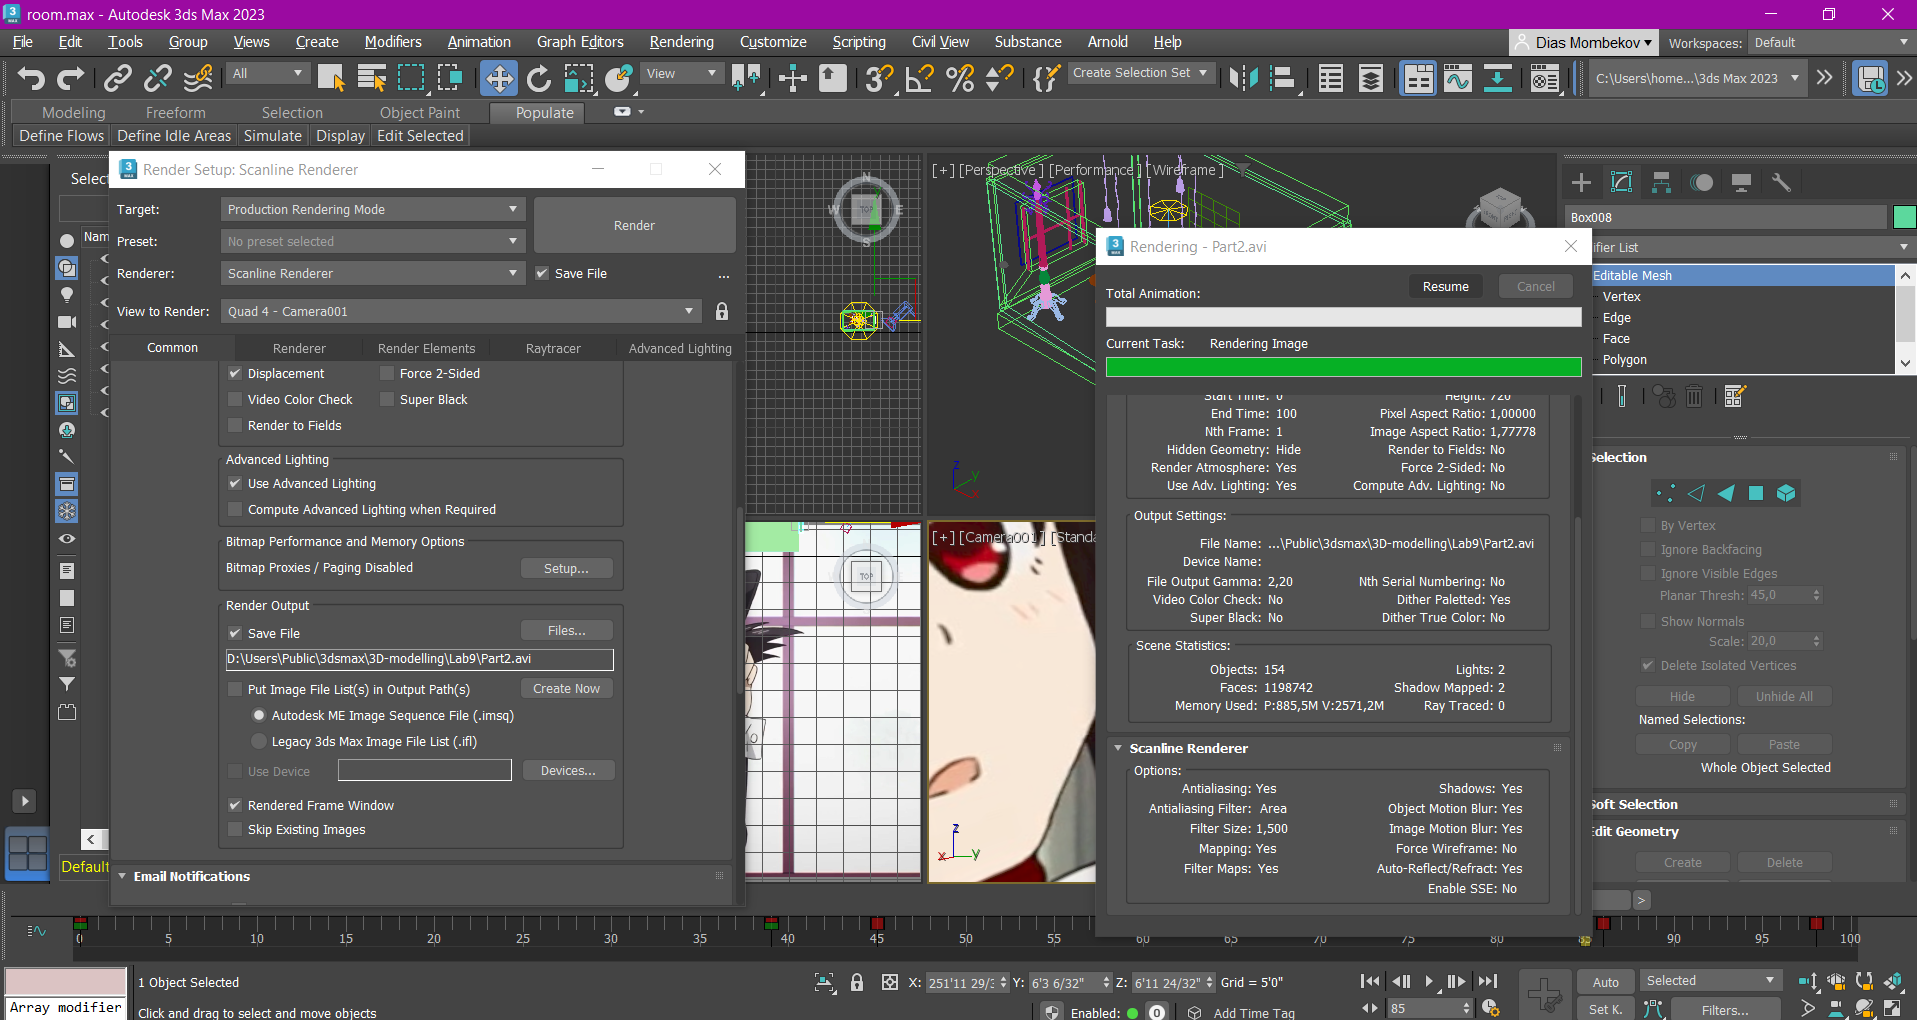 room.max - Autodesk 3ds Max 2023
File Edit Tools Group Views Create Modifiers Animation Graph Editors Rendering Customize Scripting Civil View Substance Arnold Help
Dias Mombekov
Workspaces: Default
All
View
Create Selection Set
C:\Users\home...\3ds Max 2023
Modeling Freeform Selection Object Paint Populate
Define Flows Define Idle Areas Simulate Display Edit Selected
Select
Nam
Default
Render Setup: Scanline Renderer
Target: Production Rendering Mode
Render
Preset: No preset selected
Renderer: Scanline Renderer
Save File
...
View to Render: Quad 4 - Camera001
Common Renderer Render Elements Raytracer Advanced Lighting
Displacement Force 2-Sided
Video Color Check Super Black
Render to Fields
Advanced Lighting
Use Advanced Lighting
Compute Advanced Lighting when Required
Bitmap Performance and Memory Options
Bitmap Proxies / Paging Disabled Setup...
Render Output
Save File Files...
D:\Users\Public\3dsmax\3D-modelling\Lab9\Part2.avi
Put Image File List(s) in Output Path(s) Create Now
Autodesk ME Image Sequence File (.imsq)
Legacy 3ds Max Image File List (.ifl)
Use Device Devices...
Rendered Frame Window
Skip Existing Images
Email Notifications
N
W TOP E
S
TOP
[+] [Perspective ] [Performance ] [Wireframe ]
z
y
[+] [Camera001 ] [Standa
z
x y
Rendering - Part2.avi
Total Animation: Resume Cancel
Current Task: Rendering Image
Start Time: 0 Height: 720
End Time: 100 Pixel Aspect Ratio: 1,00000
Nth Frame: 1 Image Aspect Ratio: 1,77778
Hidden Geometry: Hide Render to Fields: No
Render Atmosphere: Yes Force 2-Sided: No
Use Adv. Lighting: Yes Compute Adv. Lighting: No
Output Settings:
File Name: ...\Public\3dsmax\3D-modelling\Lab9\Part2.avi
Device Name:
File Output Gamma: 2,20 Nth Serial Numbering: No
Video Color Check: No Dither Paletted: Yes
Super Black: No Dither True Color: No
Scene Statistics:
Objects: 154 Lights: 2
Faces: 1198742 Shadow Mapped: 2
Memory Used: P:885,5M V:2571,2M Ray Traced: 0
Scanline Renderer
Options:
Antialiasing: Yes Shadows: Yes
Antialiasing Filter: Area Object Motion Blur: Yes
Filter Size: 1,500 Image Motion Blur: Yes
Mapping: Yes Force Wireframe: No
Filter Maps: Yes Auto-Reflect/Refract: Yes
Enable SSE: No
Box008
ifier List
Editable Mesh
Vertex
Edge
Face
Polygon
Selection
By Vertex
Ignore Backfacing
Ignore Visible Edges
Planar Thresh: 45,0
Show Normals
Scale: 20,0
Delete Isolated Vertices
Hide Unhide All
Named Selections:
Copy Paste
Whole Object Selected
Soft Selection
Edit Geometry
Create Delete
0 5 10 15 20 25 30 35 40 45 50 55 60 65 70 75 80 85 90 95 100
1 Object Selected
X: 251'11 29/3 Y: 6'3 6/32" Z: 6'11 24/32" Grid = 5'0"
Auto Selected
Array modifier
Click and drag to select and move objects
Enabled: 0 Add Time Tag
85
Set K. Filters...